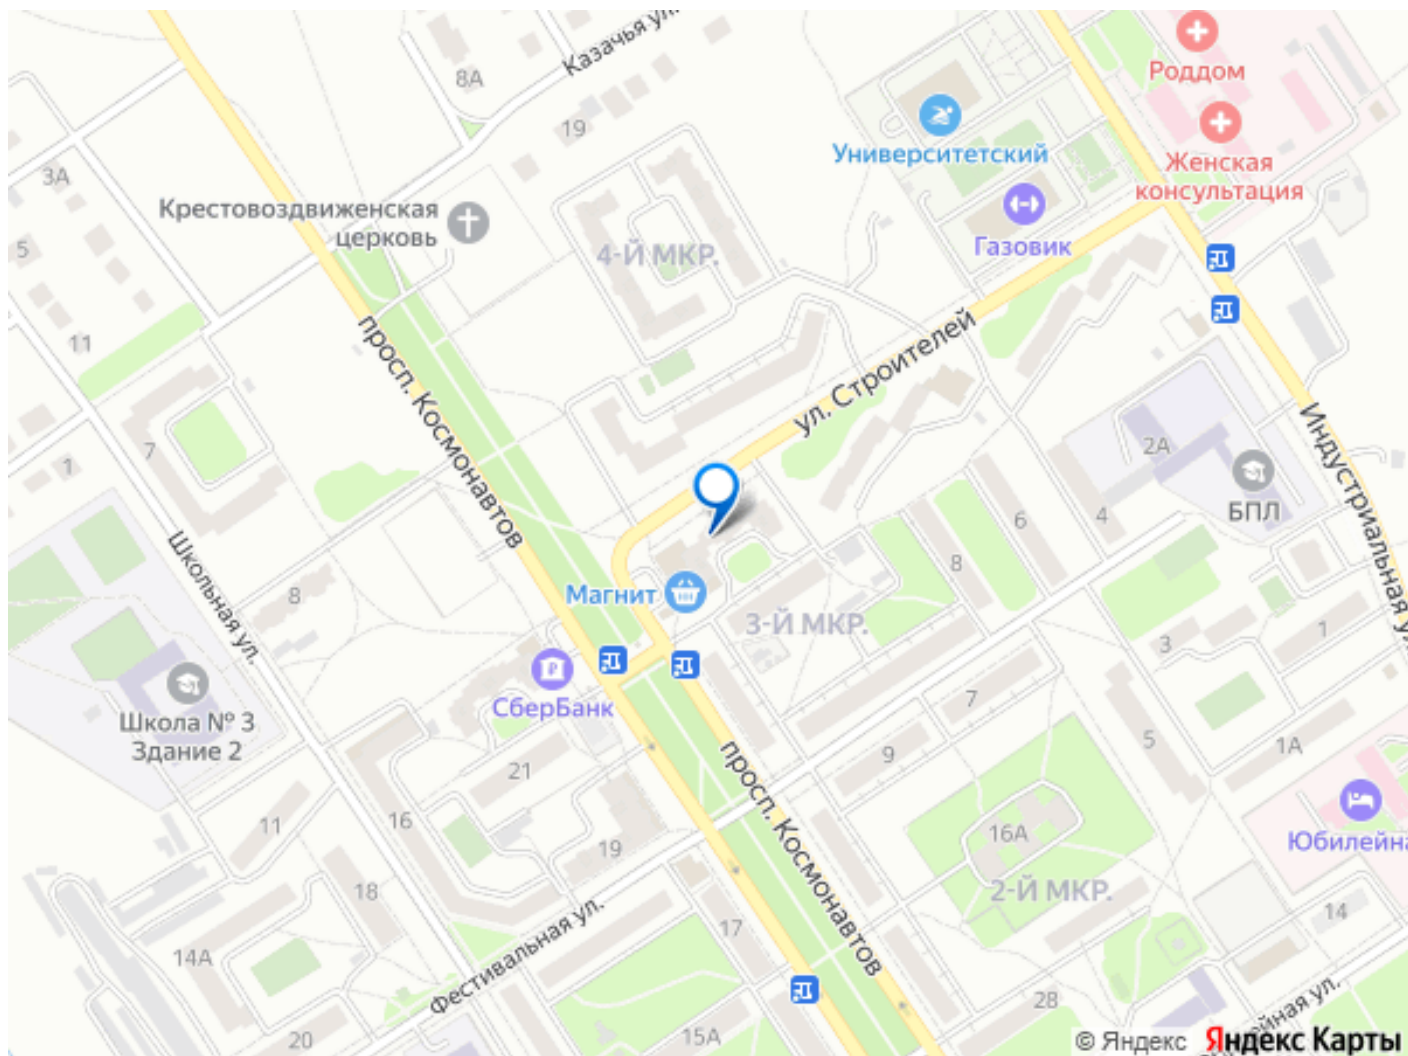 Казачья ул.
8А
Роддом
19
Университетский
Женская
консультация
3А
Крестовоздвиженская
церковь
5
4-Й МКР.
Газовик
11
просп. Космонавтов
ул. Строителей
Индустриальная ул.
7
1
2А
БПЛ
4
6
8
Школьная ул.
8
Магнит
3-Й МКР.
3
1
СберБанк
Школа № 3
Здание 2
7
5
1А
9
21
просп. Космонавтов
16
11
19
16А
Юбилейна
18
2-Й МКР.
14
17
Фестивальная ул.
14А
28
20
15А
ейная ул.
© Яндекс Яндекс Карты